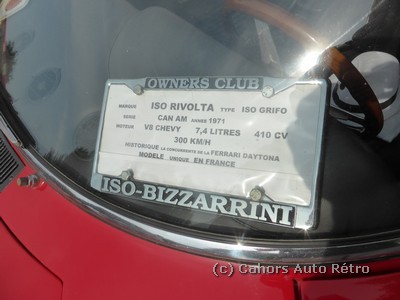 OWNERS CLUB
MARQUE ISO RIVOLTA TYPE ISO GRIFO
SERIE CAN AM ANNEE 1971
MOTEUR V8 CHEVY 7,4 LITRES 410 CV
300 KM/H
HISTORIQUE LA CONCURRENTE DE LA FERRARI DAYTONA
MODELE UNIQUE EN FRANCE
ISO-BIZZARRINI
(c) Cahors Auto Rétro